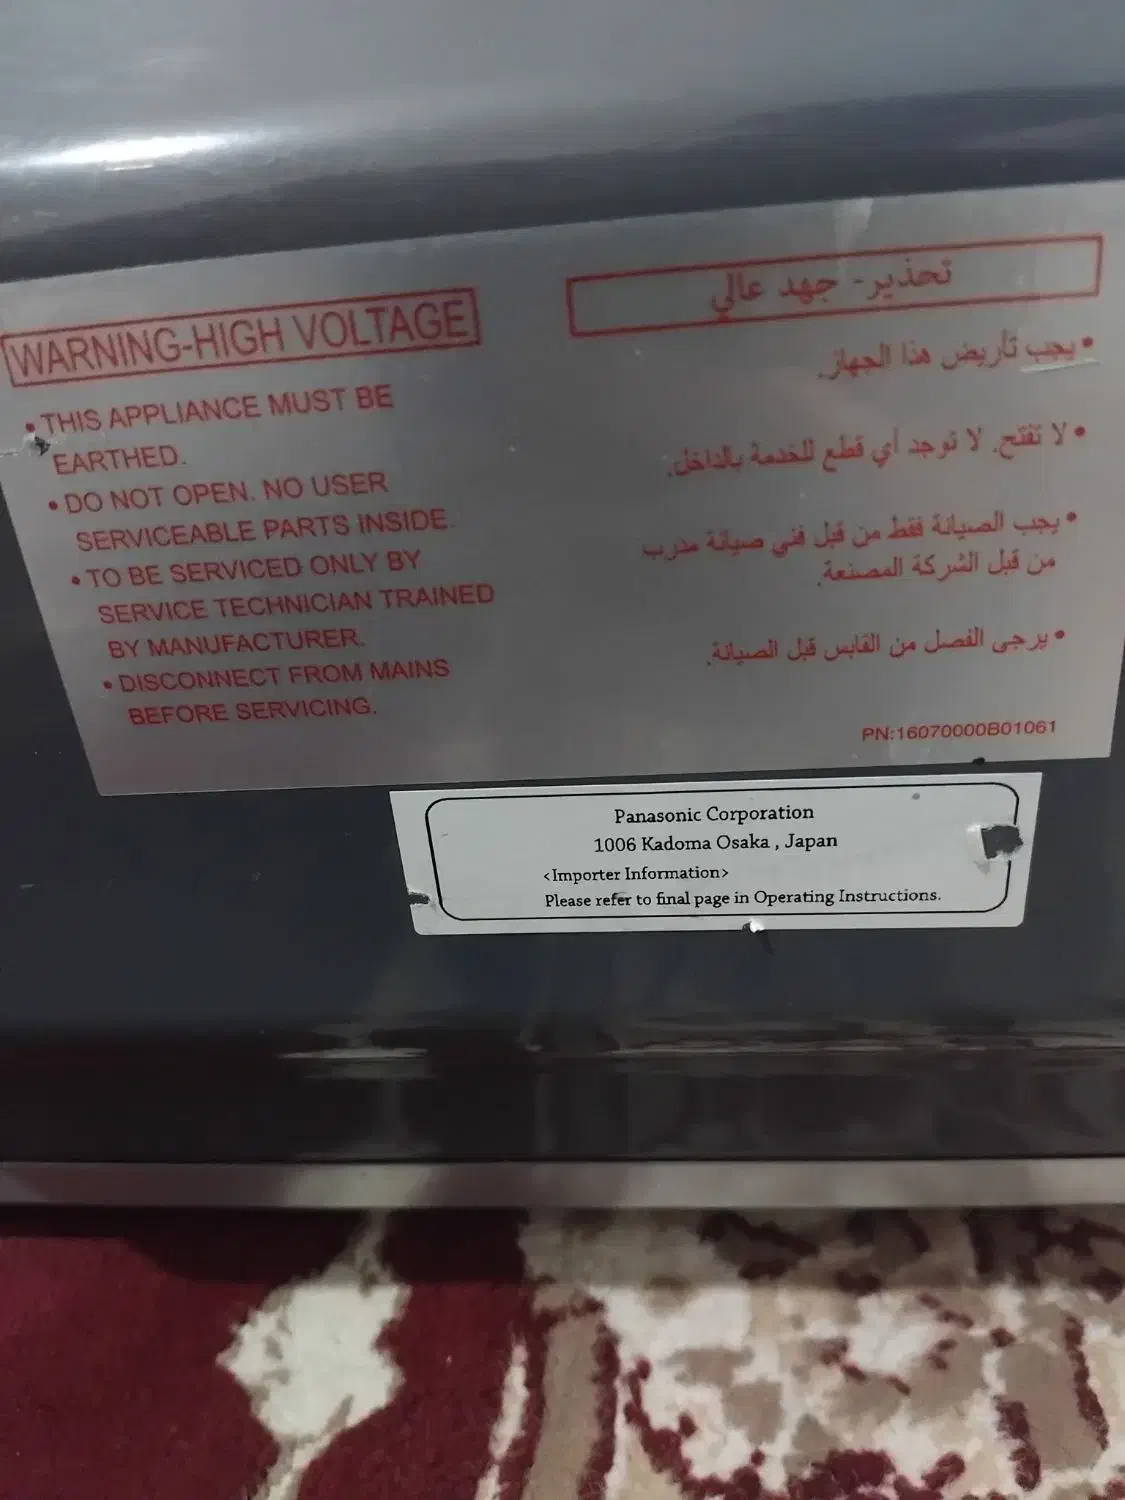 WARNING-HIGH VOLTAGE
• THIS APPLIANCE MUST BE
EARTHED.
• DO NOT OPEN. NO USER
SERVICEABLE PARTS INSIDE.
• TO BE SERVICED ONLY BY
SERVICE TECHNICIAN TRAINED
BY MANUFACTURER.
• DISCONNECT FROM MAINS
BEFORE SERVICING.
تحذير- جهد عالي
• يجب تأريض هذا الجهاز.
• لا تفتح. لا توجد أي قطع للخدمة بالداخل.
• يجب الصيانة فقط من قبل فني صيانة مدرب
من قبل الشركة المصنعة.
• يرجى الفصل من القابس قبل الصيانة.
PN:16070000B01061
Panasonic Corporation
1006 Kadoma Osaka , Japan
<Importer Information>
Please refer to final page in Operating Instructions.